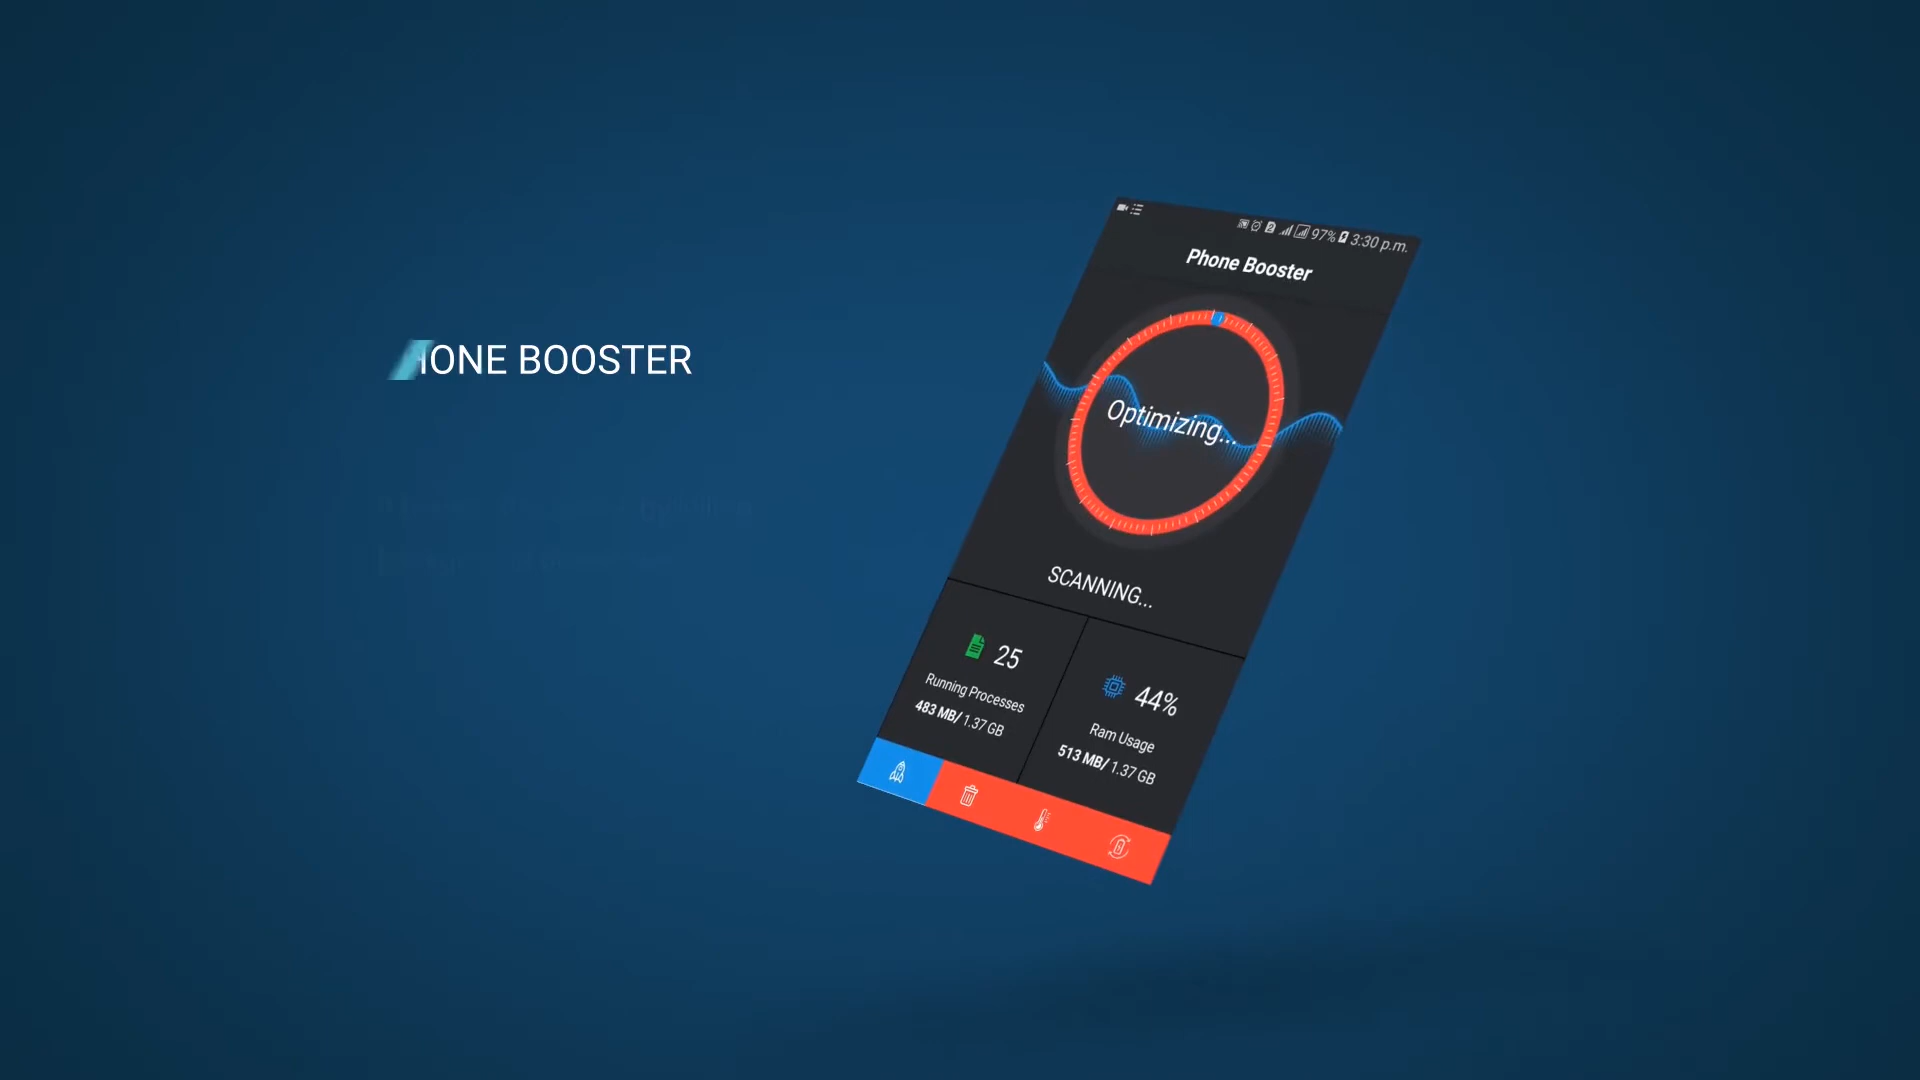 HONE BOOSTER
97% 3:30 p.m.
Phone Booster
Optimizing...
SCANNING...
25
Running Processes
483 MB/ 1.37 GB
44%
Ram Usage
513 MB/ 1.37 GB